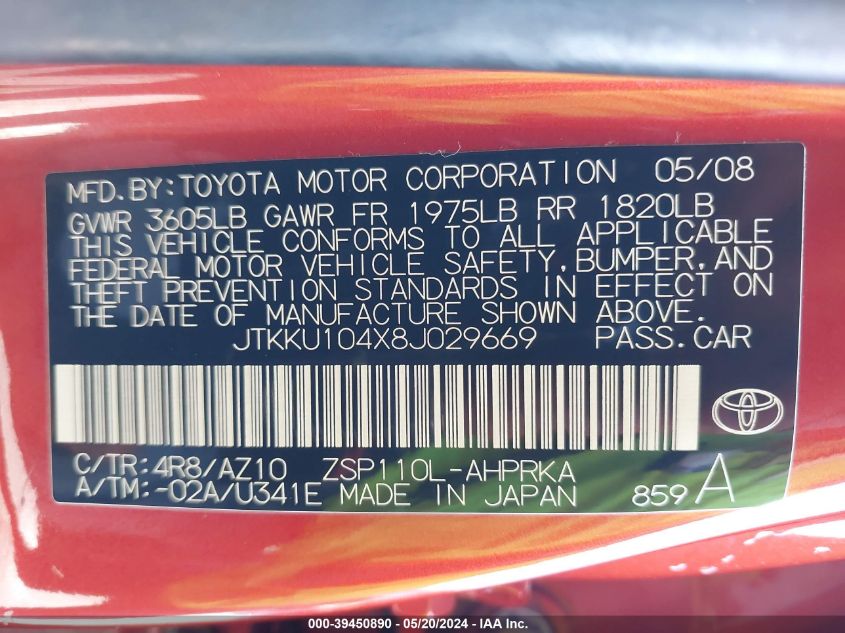 MFD.BY:TOYOTA MOTOR CORPORATION 05/08
GVWR 3605LB GAWR FR 1975LB RR 1820LB
THIS VEHICLE CONFORMS TO ALL APPLICABLE
FEDERAL MOTOR VEHICLE SAFETY,BUMPER,AND
THEFT PREVENTION STANDARDS IN EFFECT ON
THE DATE OF MANUFACTURE SHOWN ABOVE.
JTKKU104X8J029669 PASS.CAR
C/TR:4R8/AZ10 ZSP110L-AHPRKA
A/TM:-02A/U341E MADE IN JAPAN 859A
000-39450890 - 05/20/2024 - IAA Inc.